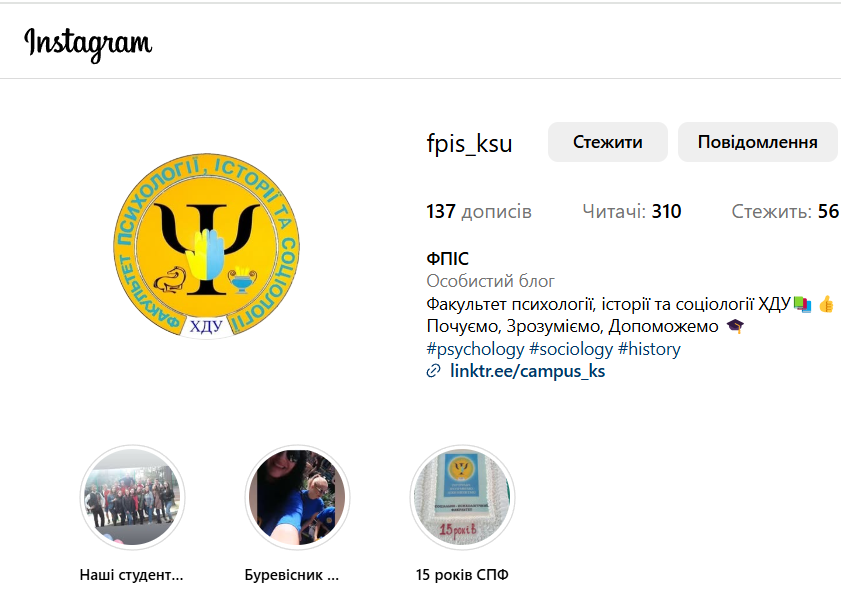 Instagram
fpis_ksu
Стежити
Повідомлення
137 дописів
Читачі: 310
Стежить: 56
ФАКУЛЬТЕТ ПСИХОЛОГІЇ, ІСТОРІЇ ТА СОЦІОЛОГІЇ
ХДУ
ФПІС
Особистий блог
Факультет психології, історії та соціології ХДУ📚👍
Почуємо, Зрозуміємо, Допоможемо 🎓
#psychology #sociology #history
linktr.ee/campus_ks
15 років
Наші студент...
Буревісник ...
15 років СПФ